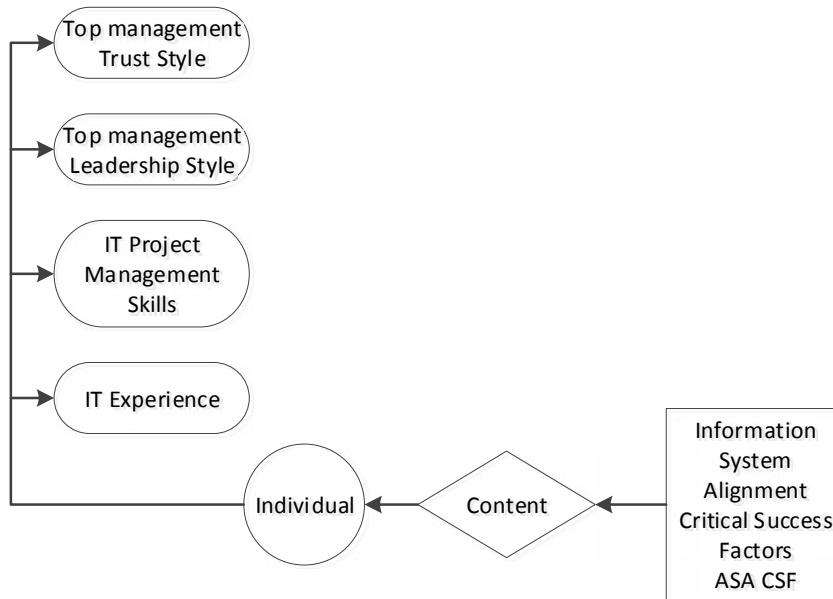 Top management
Trust Style
Top management
Leadership Style
IT Project
Management
Skills
IT Experience
Individual
Content
Information
System
Alignment
Critical Success
Factors
ASA CSF